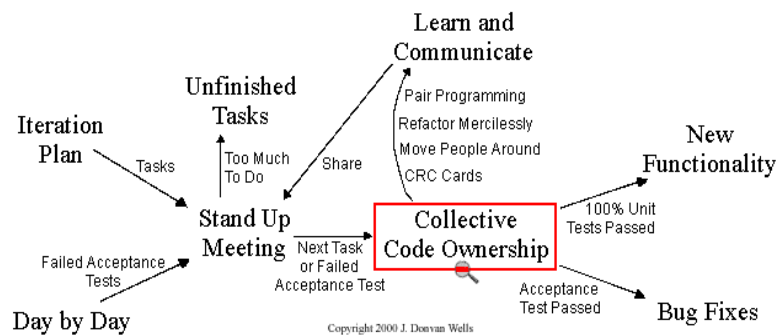 Learn and
Communicate
Unfinished
Tasks
Pair Programming
Refactor Mercilessly
Move People Around
CRC Cards
Iteration
Plan
Tasks
Too Much
To Do
Share
New
Functionality
Stand Up
Meeting
Next Task
or Failed
Acceptance Test
Collective
Code Ownership
100% Unit
Tests Passed
Failed Acceptance
Tests
Day by Day
Acceptance
Test Passed
Bug Fixes
Copyright 2000 J. Donvan Wells